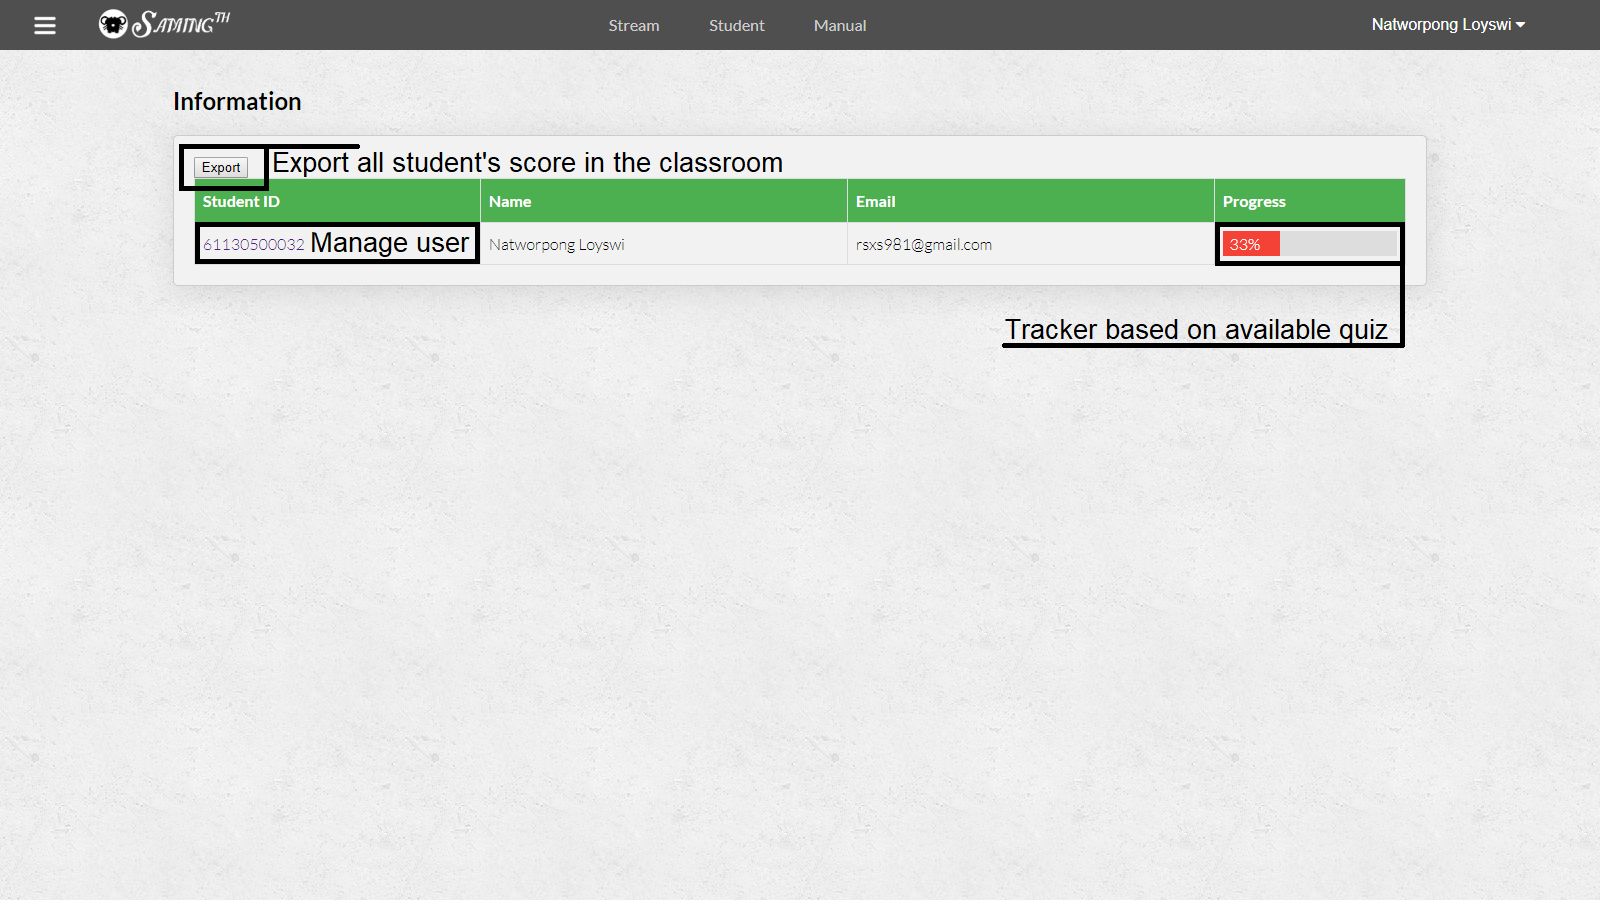 SAMING TH
Stream Student Manual
Natworpong Loyswi
Information
Export
Export all student's score in the classroom
Student ID Name Email Progress
61130500032 Manage user Natworpong Loyswi rsxs981@gmail.com 33%
Tracker based on available quiz